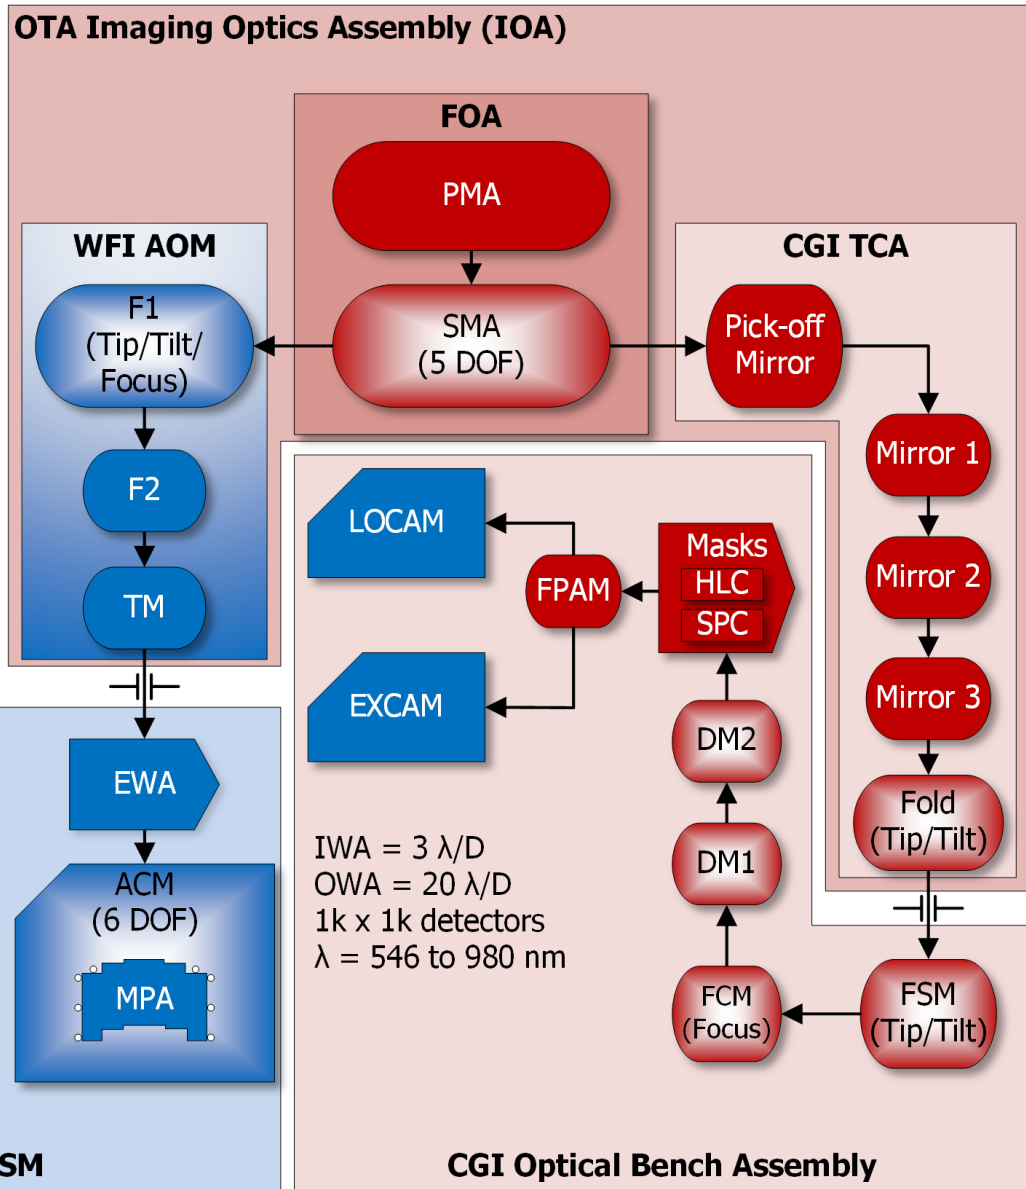 OTA Imaging Optics Assembly (IOA)
FOA
PMA
SMA
(5 DOF)
WFI AOM
F1
(Tip/Tilt/
Focus)
F2
TM
CGI TCA
Pick-off
Mirror
Mirror 1
Mirror 2
Mirror 3
Fold
(Tip/Tilt)
LOCAM
EXCAM
FPAM
Masks
HLC
SPC
DM2
DM1
FCM
(Focus)
FSM
(Tip/Tilt)
IWA = 3 λ/D
OWA = 20 λ/D
1k x 1k detectors
λ = 546 to 980 nm
CGI Optical Bench Assembly
EWA
ACM
(6 DOF)
MPA
SM